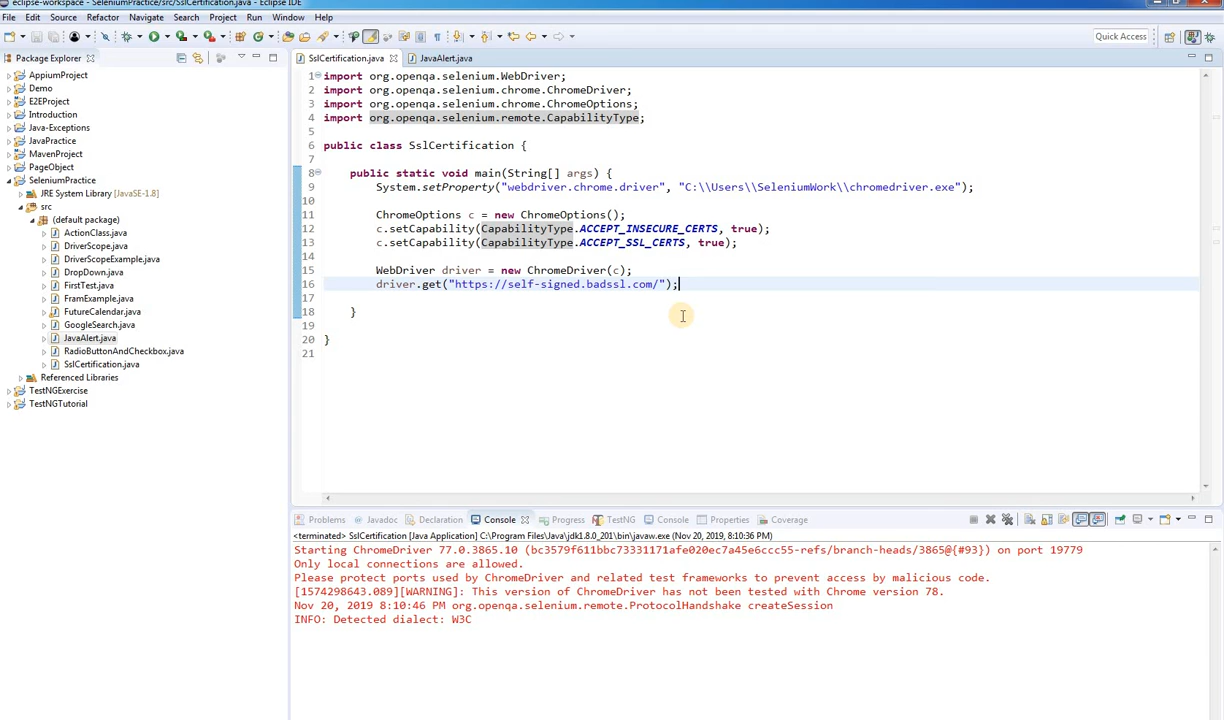 eclipse-workspace - SeleniumPractice/src/SslCertification.java - Eclipse IDE
File Edit Source Refactor Navigate Search Project Run Window Help
Quick Access
Package Explorer
SslCertification.java
JavaAlert.java
AppiumProject
Demo
E2EProject
Introduction
Java-Exceptions
JavaPractice
MavenProject
PageObject
SeleniumPractice
JRE System Library [JavaSE-1.8]
src
(default package)
ActionClass.java
DriverScope.java
DriverScopeExample.java
DropDown.java
FirstTest.java
FramExample.java
FutureCalendar.java
GoogleSearch.java
JavaAlert.java
RadioButtonAndCheckbox.java
SslCertification.java
Referenced Libraries
TestNGExercise
TestNGTutorial
1 import org.openqa.selenium.WebDriver;
2 import org.openqa.selenium.chrome.ChromeDriver;
3 import org.openqa.selenium.chrome.ChromeOptions;
4 import org.openqa.selenium.remote.CapabilityType;
5
6 public class SslCertification {
7
8 public static void main(String[] args) {
9 System.setProperty("webdriver.chrome.driver", "C:\\Users\\SeleniumWork\\chromedriver.exe");
10
11 ChromeOptions c = new ChromeOptions();
12 c.setCapability(CapabilityType.ACCEPT_INSECURE_CERTS, true);
13 c.setCapability(CapabilityType.ACCEPT_SSL_CERTS, true);
14
15 WebDriver driver = new ChromeDriver(c);
16 driver.get("https://self-signed.badssl.com/");
17
18 }
19
20 }
21
Problems Javadoc Declaration Console Progress TestNG Console Properties Coverage
<terminated> SslCertification [Java Application] C:\Program Files\Java\jdk1.8.0_201\bin\javaw.exe (Nov 20, 2019, 8:10:36 PM)
Starting ChromeDriver 77.0.3865.10 (bc3579f611bbc73331171afe020ec7a45e6ccc55-refs/branch-heads/3865@{#93}) on port 19779
Only local connections are allowed.
Please protect ports used by ChromeDriver and related test frameworks to prevent access by malicious code.
[1574298643.089][WARNING]: This version of ChromeDriver has not been tested with Chrome version 78.
Nov 20, 2019 8:10:46 PM org.openqa.selenium.remote.ProtocolHandshake createSession
INFO: Detected dialect: W3C